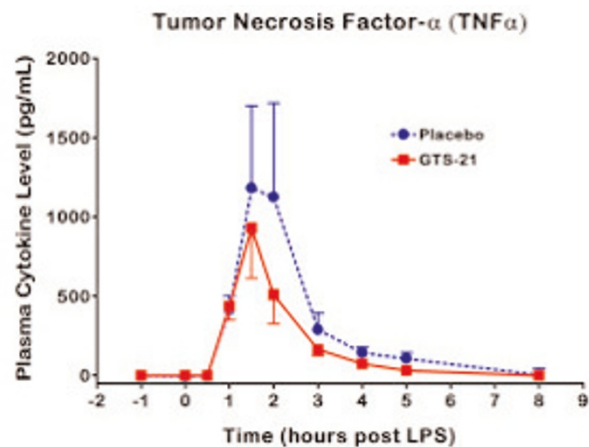 Tumor Necrosis Factor-α (TNFα)
Plasma Cytokine Level (pg/mL)
2000
1500
1000
500
0
Placebo
GTS-21
-2 -1 0 1 2 3 4 5 6 7 8 9
Time (hours post LPS)